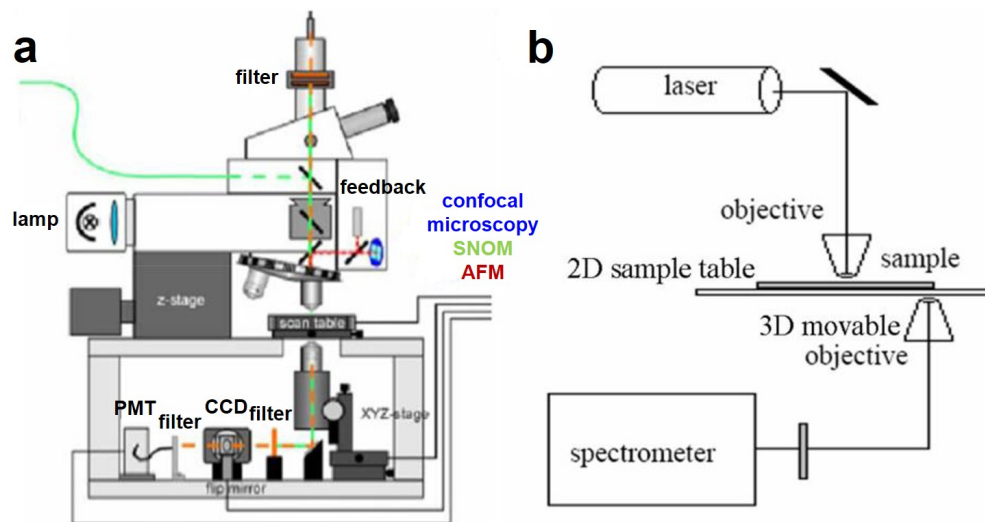 a
filter
lamp
feedback
confocal
microscopy
SNOM
AFM
z-stage
scan table
XYZ-stage
PMT
filter
CCD
filter
flip mirror
b
laser
objective
sample
2D sample table
3D movable
objective
spectrometer